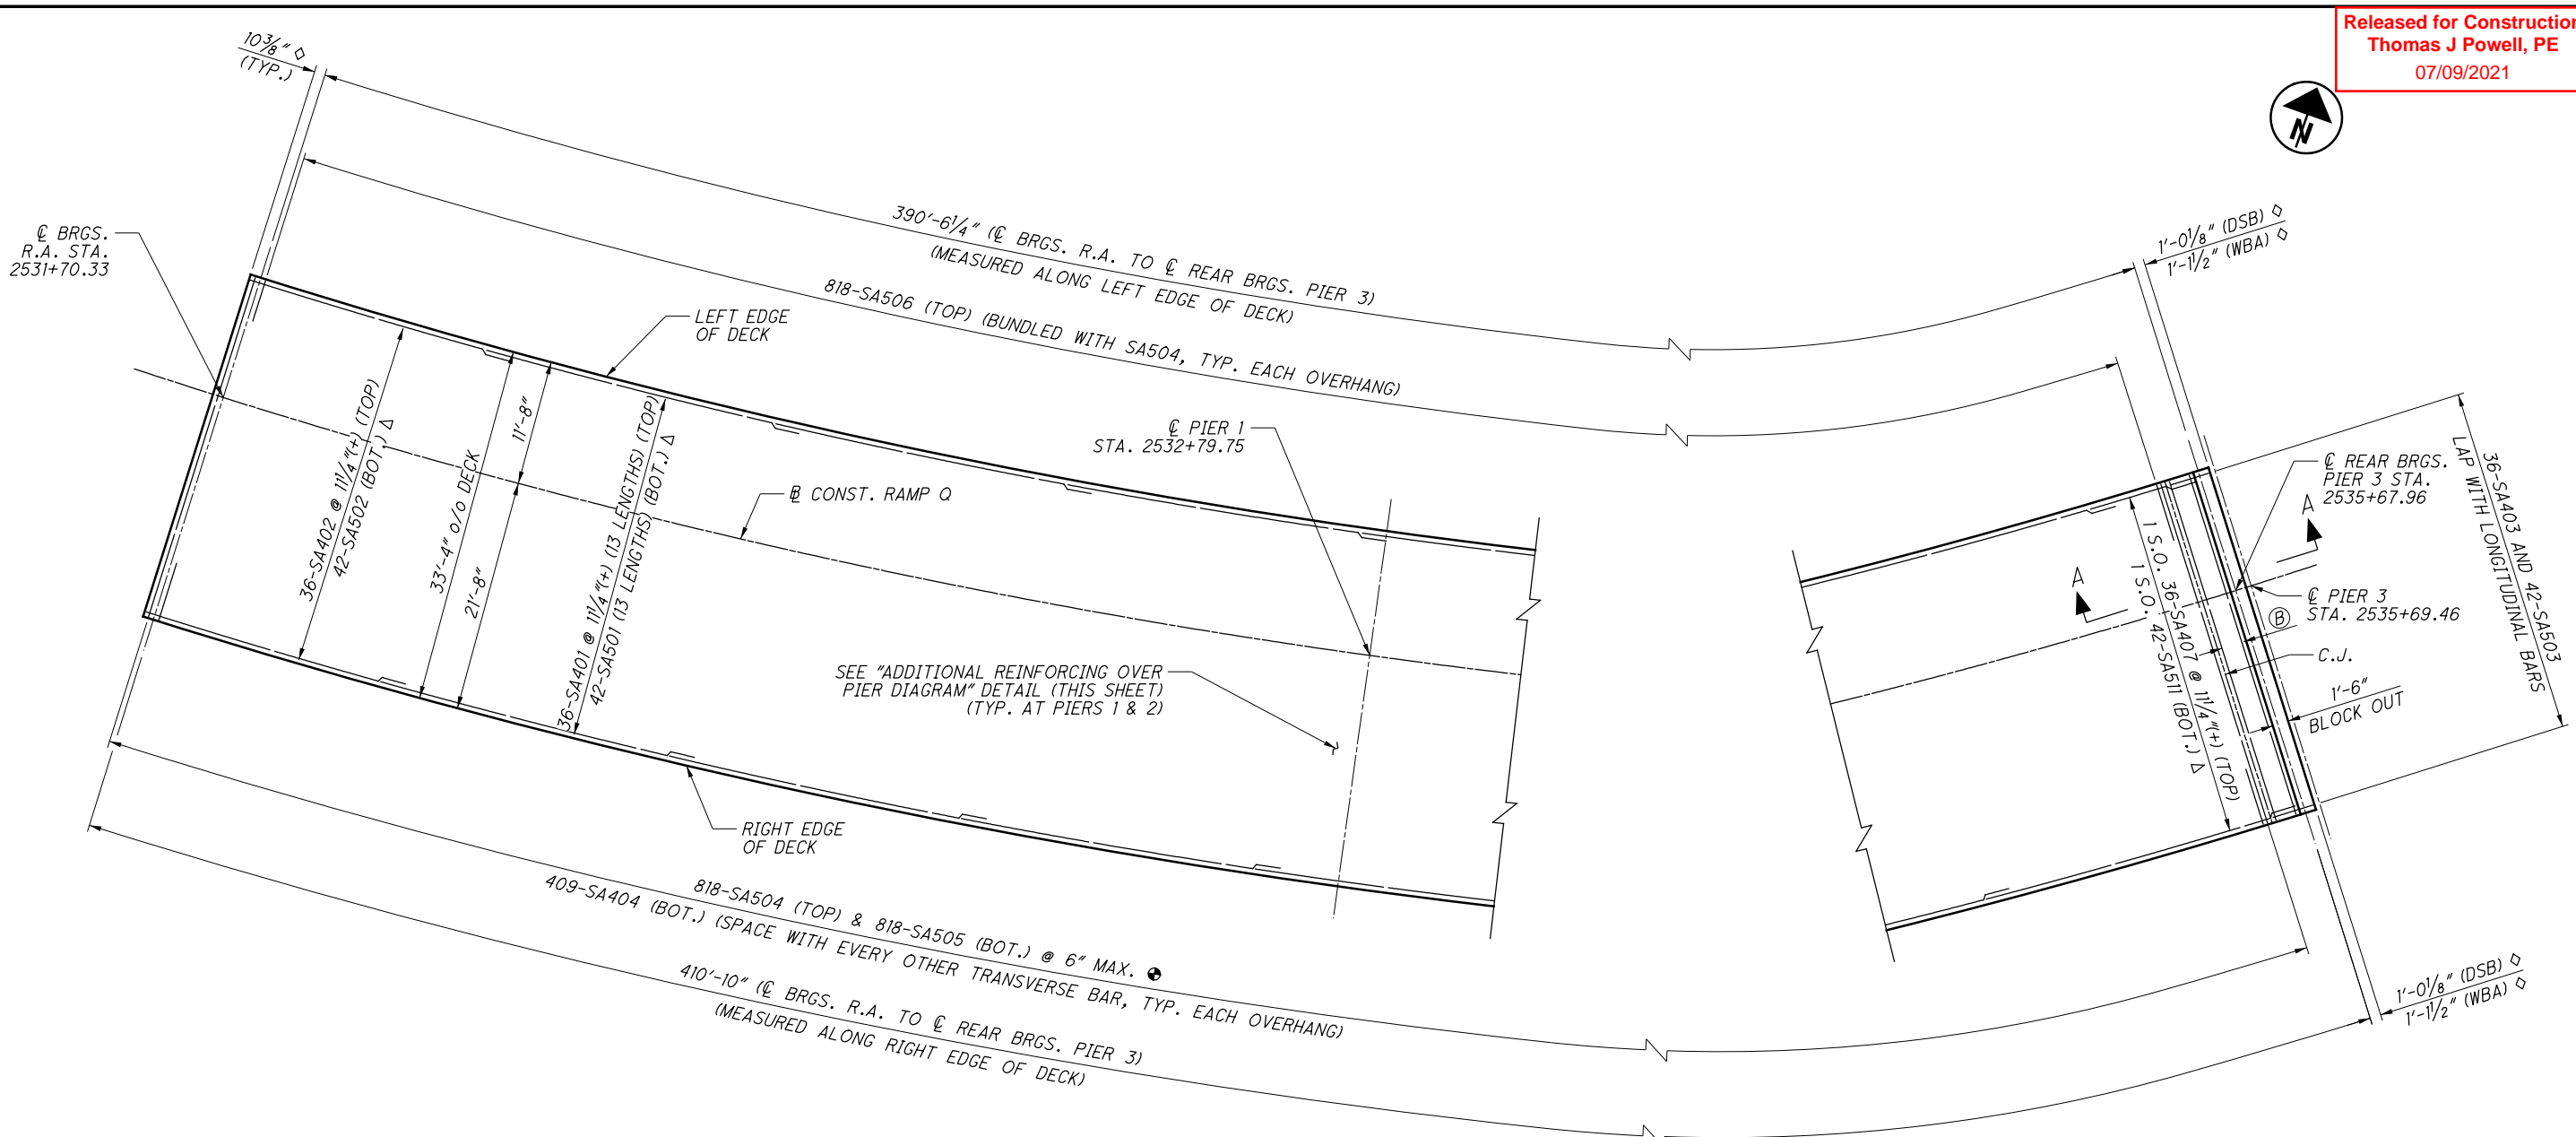 Released for Construction
Thomas J Powell, PE
07/09/2021
N
10⅜" ◊
(TYP.)
390'-6¼" (℄ BRGS. R.A. TO ℄ REAR BRGS. PIER 3)
(MEASURED ALONG LEFT EDGE OF DECK)
818-SA506 (TOP) (BUNDLED WITH SA504, TYP. EACH OVERHANG)
1'-0⅛" (DSB) ◊
1'-1½" (WBA) ◊
℄ BRGS.
R.A. STA.
2531+70.33
LEFT EDGE
OF DECK
36-SA402 @ 11¼"(+) (TOP)
42-SA502 (BOT.) Δ
33'-4" o/o DECK
11'-8"
21'-8"
36-SA401 @ 11¼"(+) (13 LENGTHS) (TOP)
42-SA501 (13 LENGTHS) (BOT.) Δ
℄ PIER 1
STA. 2532+79.75
B CONST. RAMP Q
SEE "ADDITIONAL REINFORCING OVER
PIER DIAGRAM" DETAIL (THIS SHEET)
(TYP. AT PIERS 1 & 2)
RIGHT EDGE
OF DECK
A
1 S.O. 36-SA407 @ 11¼"(+) (TOP)
1 S.O. 42-SA511 (BOT.) Δ
℄ REAR BRGS.
PIER 3 STA.
2535+67.96
A
℄ PIER 3
STA. 2535+69.46
B
C.J.
1'-6"
BLOCK OUT
36-SA403 AND 42-SA503
LAP WITH LONGITUDINAL BARS
818-SA504 (TOP) & 818-SA505 (BOT.) @ 6" MAX.
409-SA404 (BOT.) (SPACE WITH EVERY OTHER TRANSVERSE BAR, TYP. EACH OVERHANG)
410'-10" (℄ BRGS. R.A. TO ℄ REAR BRGS. PIER 3)
(MEASURED ALONG RIGHT EDGE OF DECK)
1'-0⅛" (DSB) ◊
1'-1½" (WBA) ◊